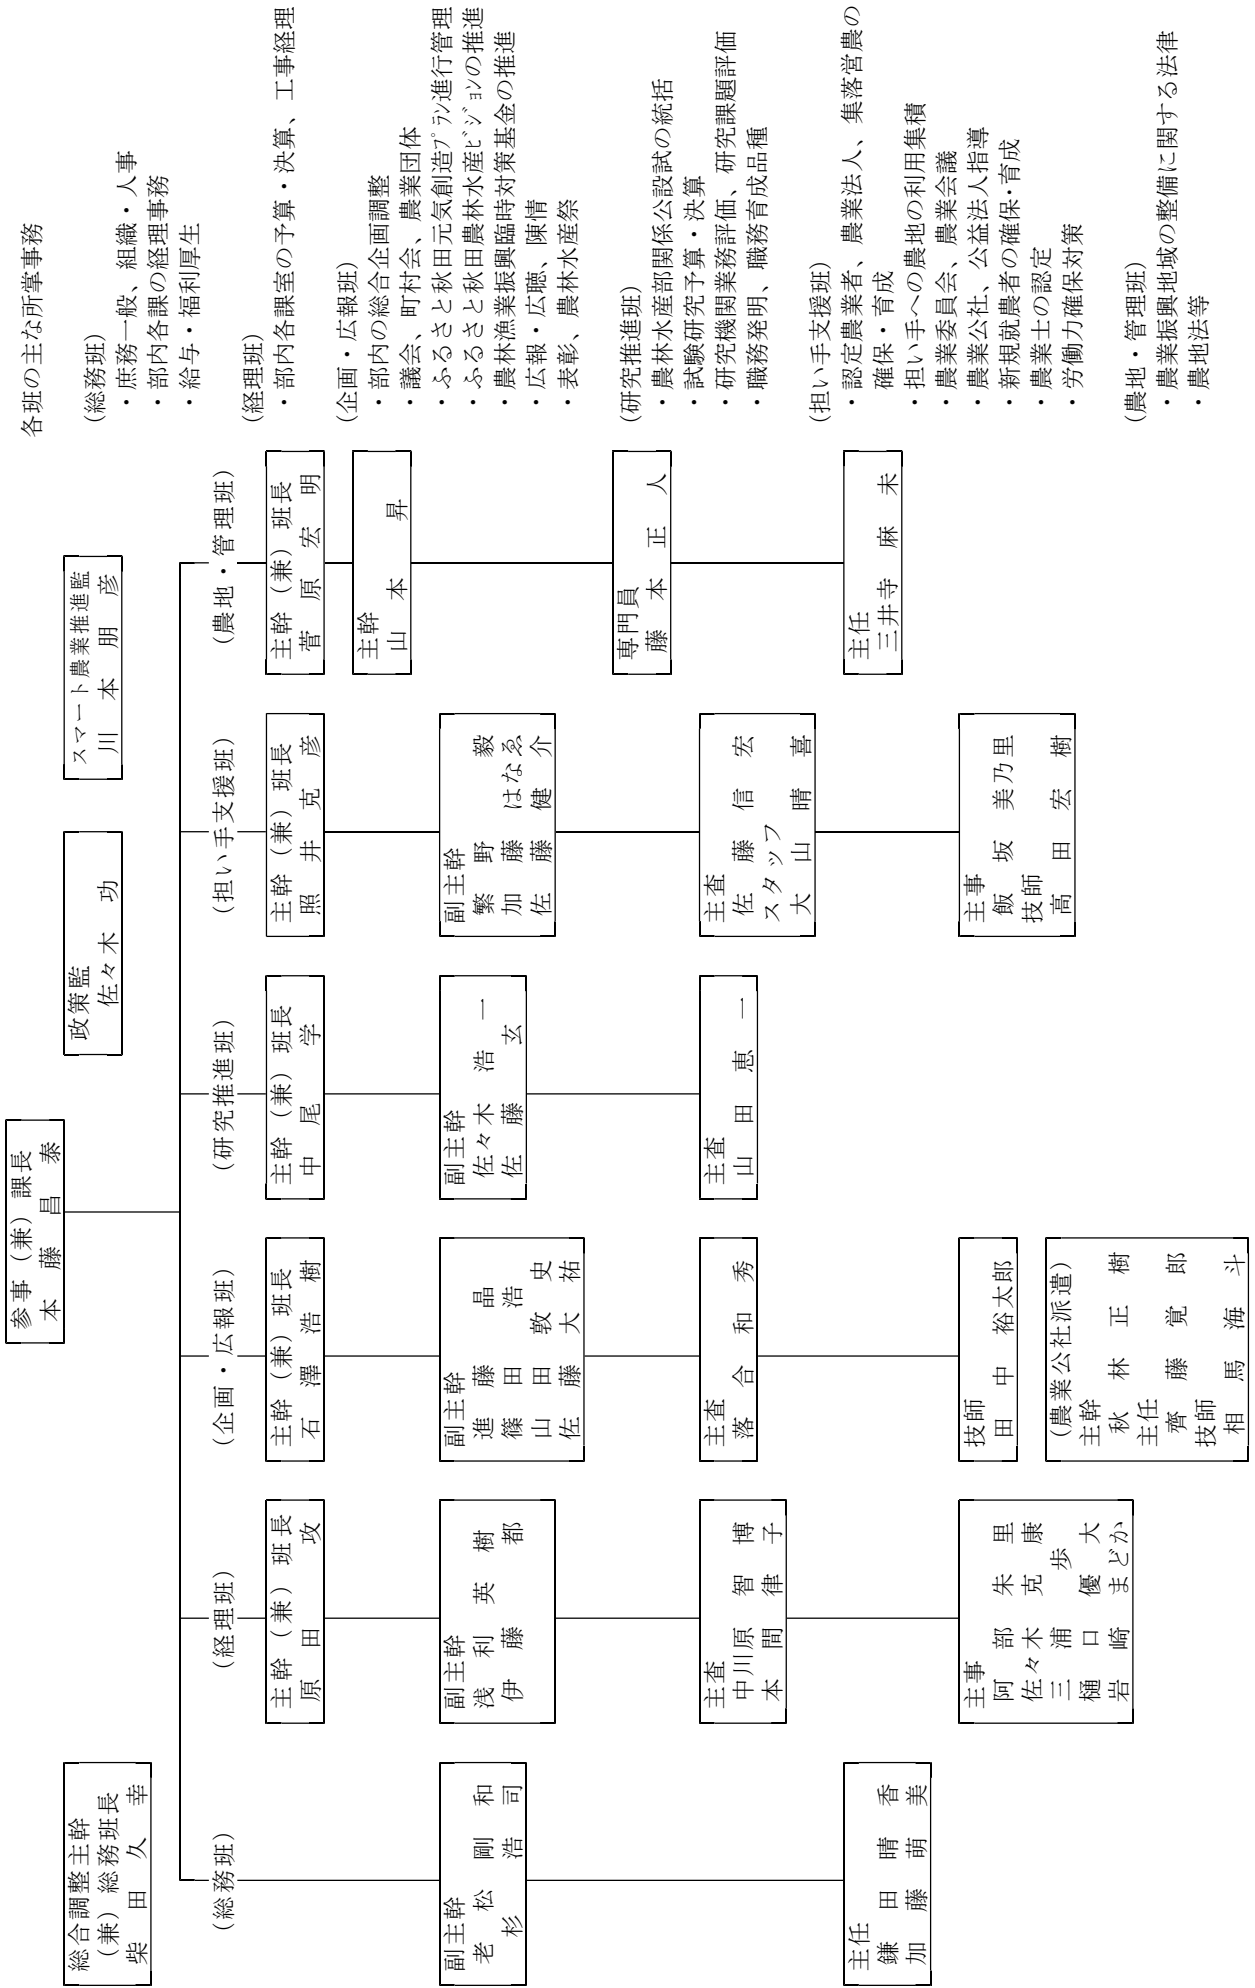 参事（兼）課長
本藤昌泰
総合調整主幹
（兼）総務班長
柴田久幸
政策監
佐々木功
スマート農業推進監
川本朋彦
（総務班）
副主幹
老松剛和
杉浩司
主任
鎌田晴香
加藤萌美
（経理班）
主幹（兼）班長
原田攻
副主幹
浅利英樹
伊藤都
主査
中川原智博
本間律子
主事
阿部朱里
佐々木克康
三浦歩
樋口優大
岩崎まどか
（企画・広報班）
主幹（兼）班長
石澤浩樹
副主幹
進藤晶
篠田浩
山田敦史
佐藤大祐
主査
落合和秀
技師
田中裕太郎
（農業公社派遣）
主幹
秋林正樹
主任
齊藤覚郎
技師
相馬海斗
（研究推進班）
主幹（兼）班長
中尾学
副主幹
佐々木浩一
佐藤玄
主査
山田恵一
（担い手支援班）
主幹（兼）班長
照井克彦
副主幹
繁野毅
加藤はなゑ
佐藤健介
主査
佐藤信宏
スタッフ
大山晴喜
主事
飯坂美乃里
技師
高田宏樹
（農地・管理班）
主幹（兼）班長
菅原宏明
主幹
山本昇
専門員
藤本正人
主任
三井寺麻未
各班の主な所掌事務
（総務班）
・庶務一般、組織・人事
・部内各課の経理事務
・給与・福利厚生
（経理班）
・部内各課室の予算・決算、工事経理
（企画・広報班）
・部内の総合企画調整
・議会、町村会、農業団体
・ふるさと秋田元気創造ﾌﾟﾗﾝ進行管理
・ふるさと秋田農林水産ﾋﾞｼﾞｮﾝの推進
・農林漁業振興臨時対策基金の推進
・広報・広聴、陳情
・表彰、農林水産祭
（研究推進班）
・農林水産部関係公設試の統括
・試験研究予算・決算
・研究機関業務評価、研究課題評価
・職務発明、職務育成品種
（担い手支援班）
・認定農業者、農業法人、集落営農の
確保・育成
・担い手への農地の利用集積
・農業委員会、農業会議
・農業公社、公益法人指導
・新規就農者の確保･育成
・農業士の認定
・労働力確保対策
（農地・管理班）
・農業振興地域の整備に関する法律
・農地法等